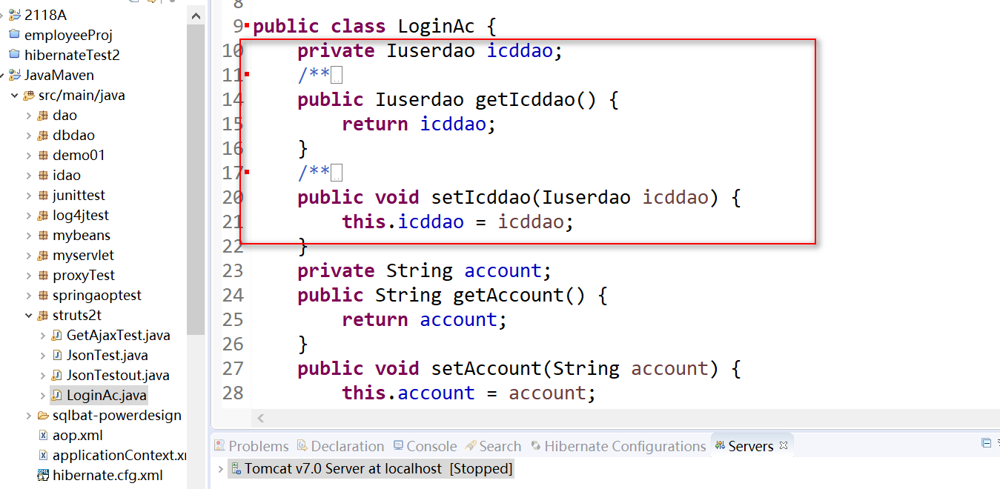 2118A
employeeProj
hibernateTest2
JavaMaven
src/main/java
dao
dbdao
demo01
idao
junittest
log4jtest
mybeans
myservlet
proxyTest
springaoptest
struts2t
GetAjaxTest.java
JsonTest.java
JsonTestout.java
LoginAc.java
sqlbat-powerdesign
aop.xml
applicationContext.xr
hibernate.cfg.xml
8
9 public class LoginAc {
10 private Iuserdao icddao;
11 /**
14 public Iuserdao getIcddao() {
15 return icddao;
16 }
17 /**
20 public void setIcddao(Iuserdao icddao) {
21 this.icddao = icddao;
22 }
23 private String account;
24 public String getAccount() {
25 return account;
26 }
27 public void setAccount(String account) {
28 this.account = account;
Problems Declaration Console Search Hibernate Configurations Servers
Tomcat v7.0 Server at localhost [Stopped]